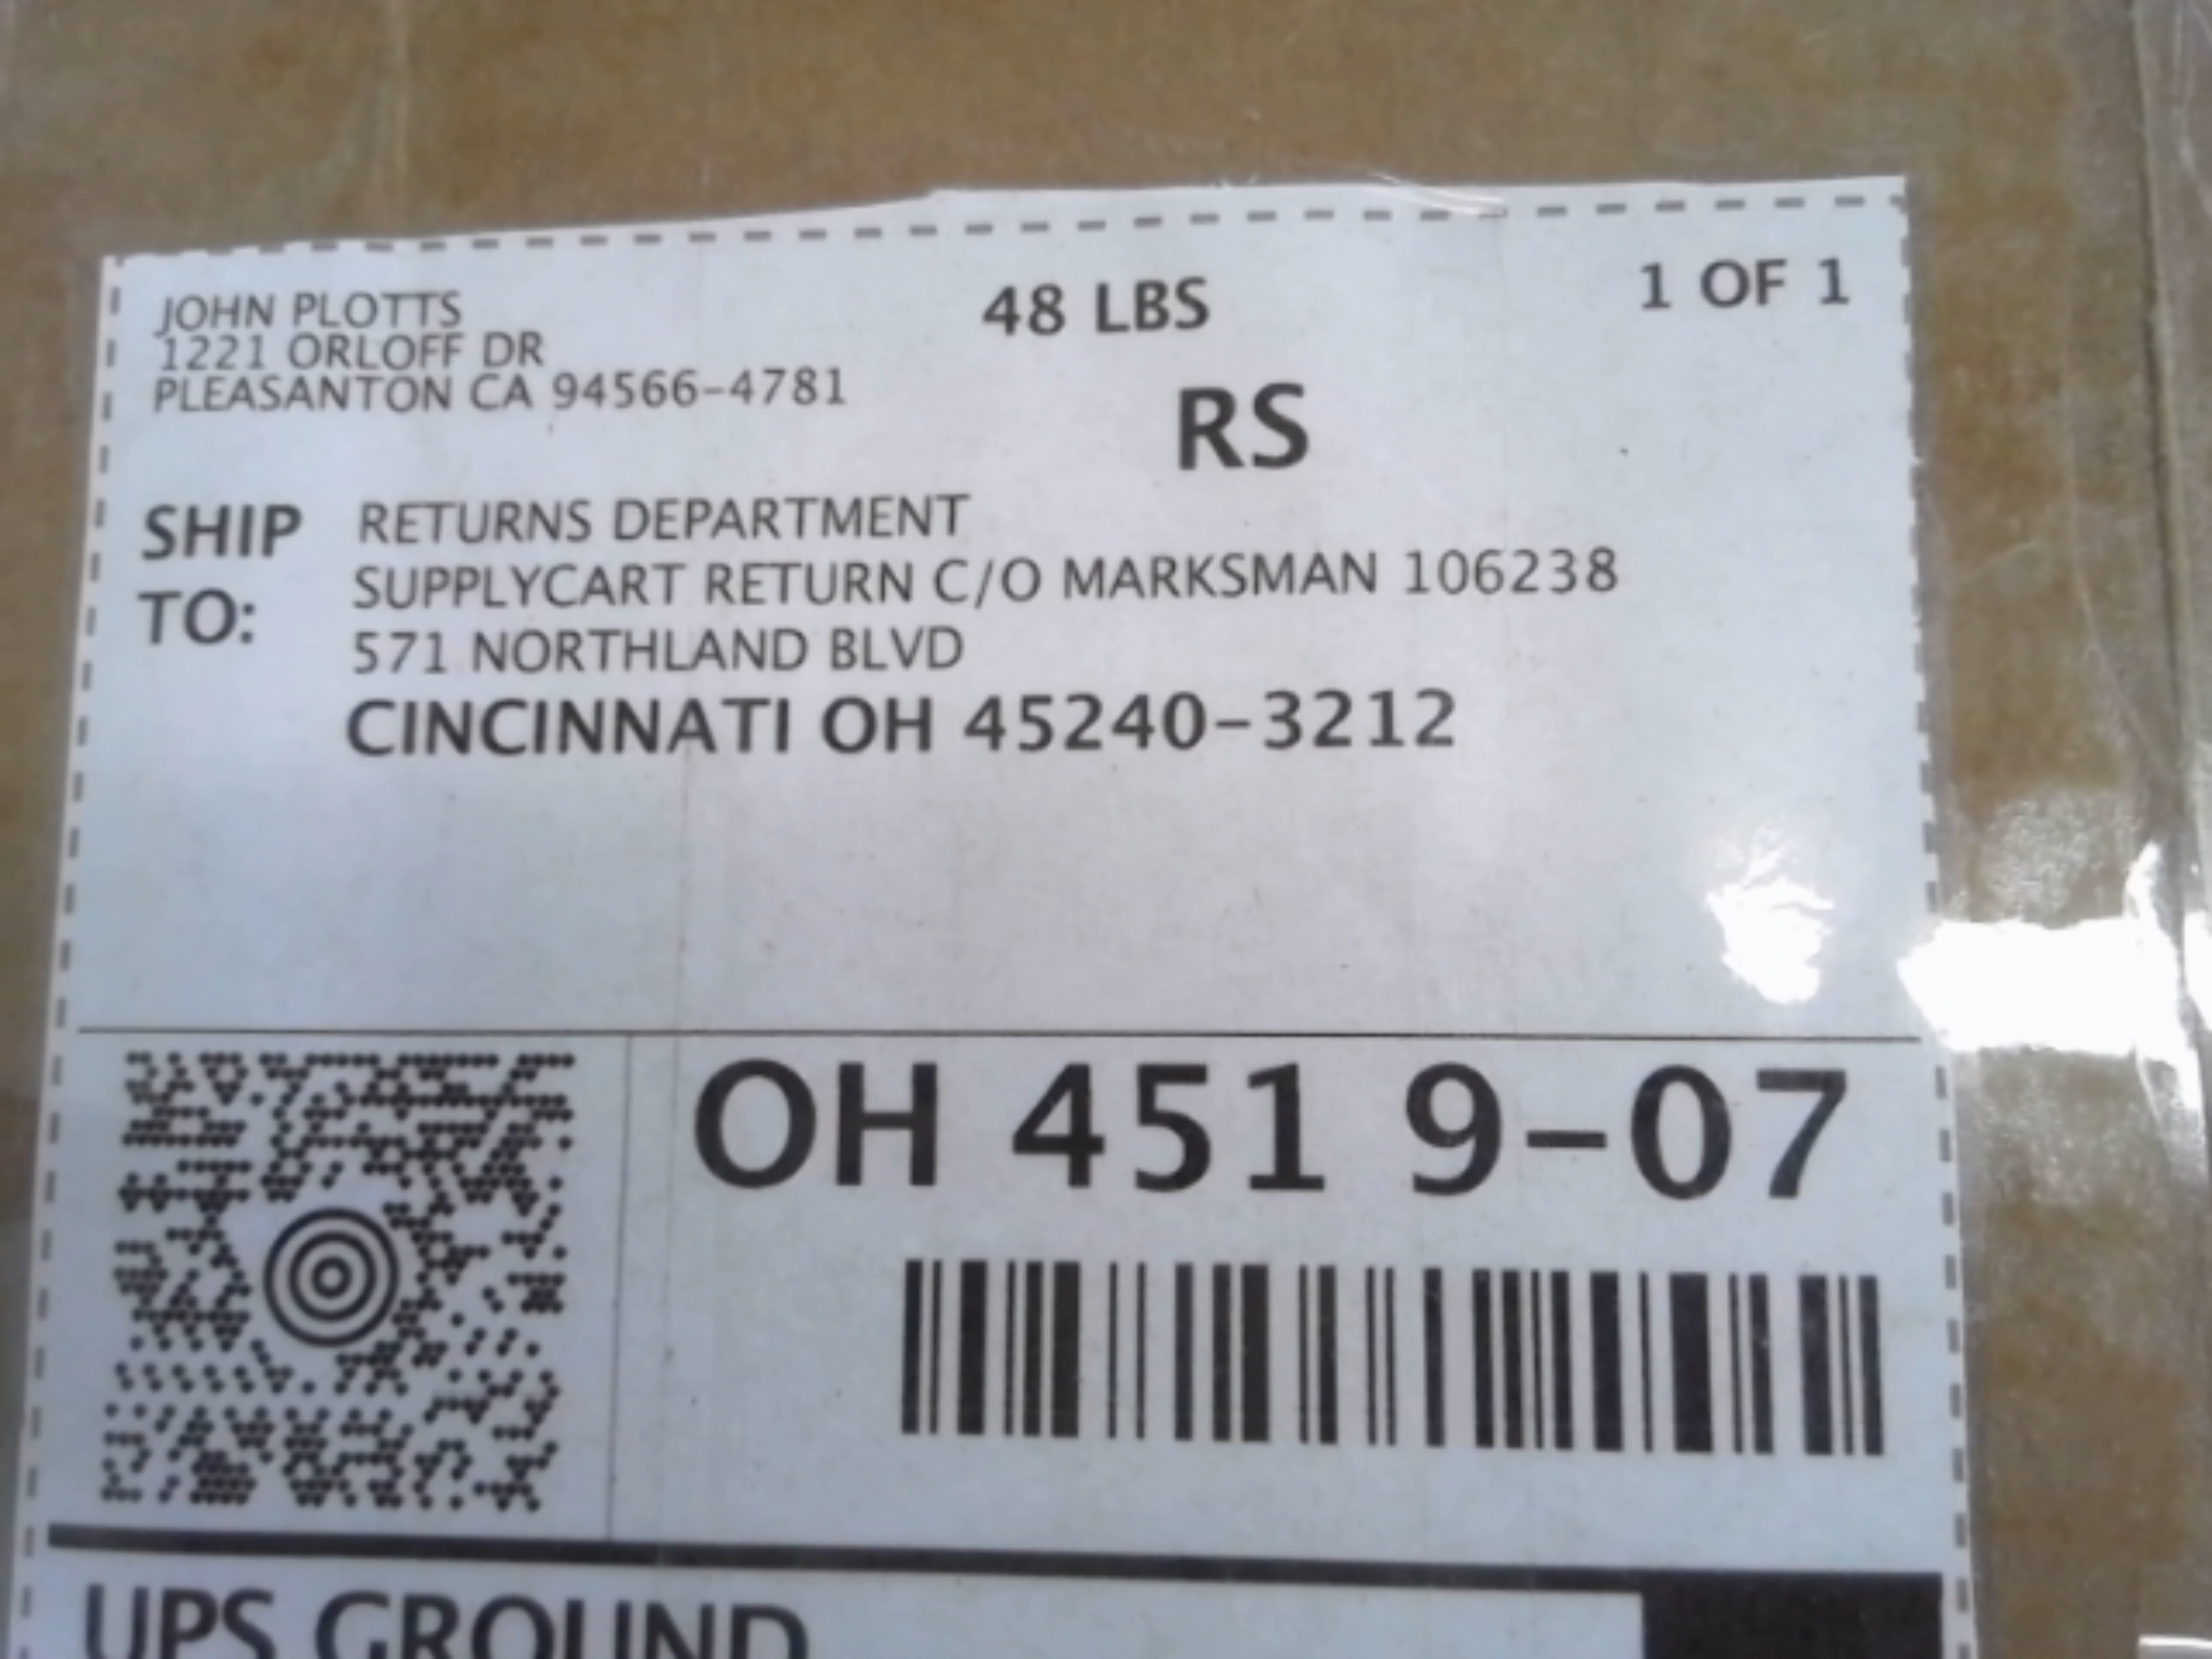 JOHN PLOTTS
1221 ORLOFF DR
PLEASANTON CA 94566-4781
48 LBS
1 OF 1
RS
SHIP TO:
RETURNS DEPARTMENT
SUPPLYCART RETURN C/O MARKSMAN 106238
571 NORTHLAND BLVD
CINCINNATI OH 45240-3212
OH 451 9-07
UPS GROUND